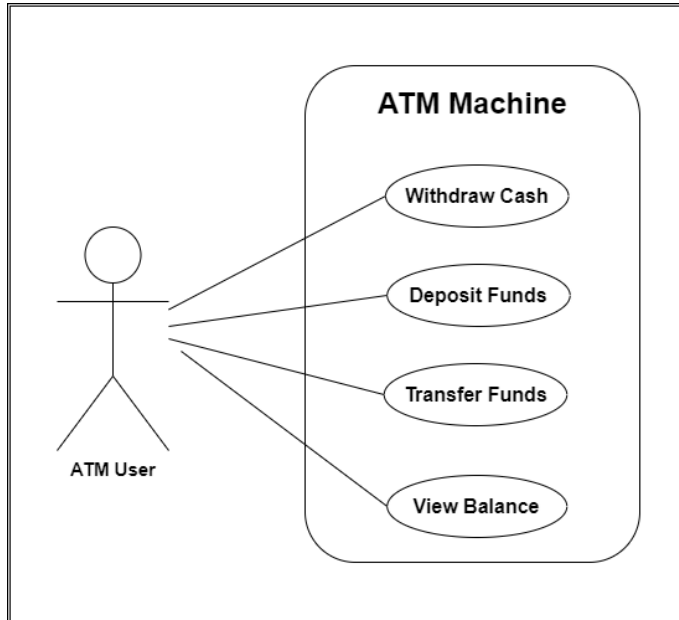 ATM Machine
Withdraw Cash
Deposit Funds
Transfer Funds
ATM User
View Balance